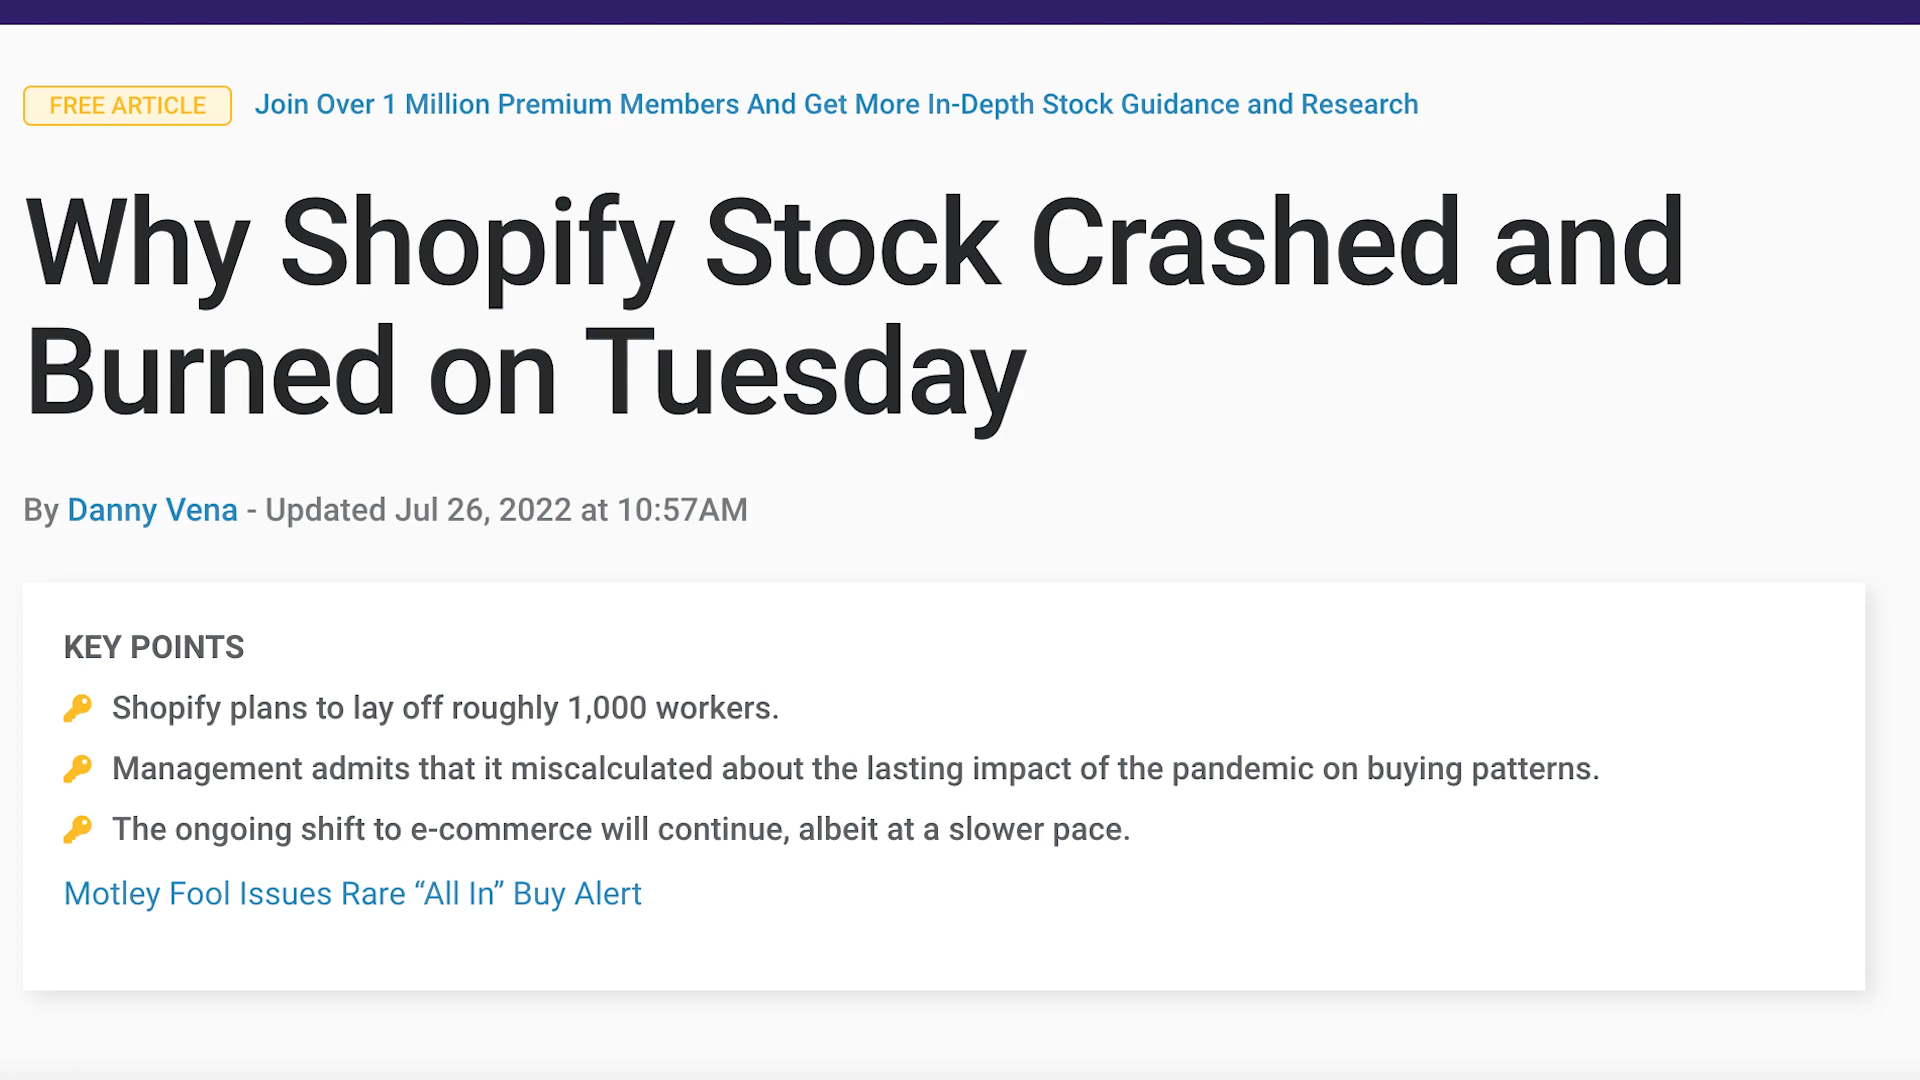 FREE ARTICLE Join Over 1 Million Premium Members And Get More In-Depth Stock Guidance and Research
Why Shopify Stock Crashed and
Burned on Tuesday
By Danny Vena - Updated Jul 26, 2022 at 10:57AM
KEY POINTS
Shopify plans to lay off roughly 1,000 workers.
Management admits that it miscalculated about the lasting impact of the pandemic on buying patterns.
The ongoing shift to e-commerce will continue, albeit at a slower pace.
Motley Fool Issues Rare “All In” Buy Alert